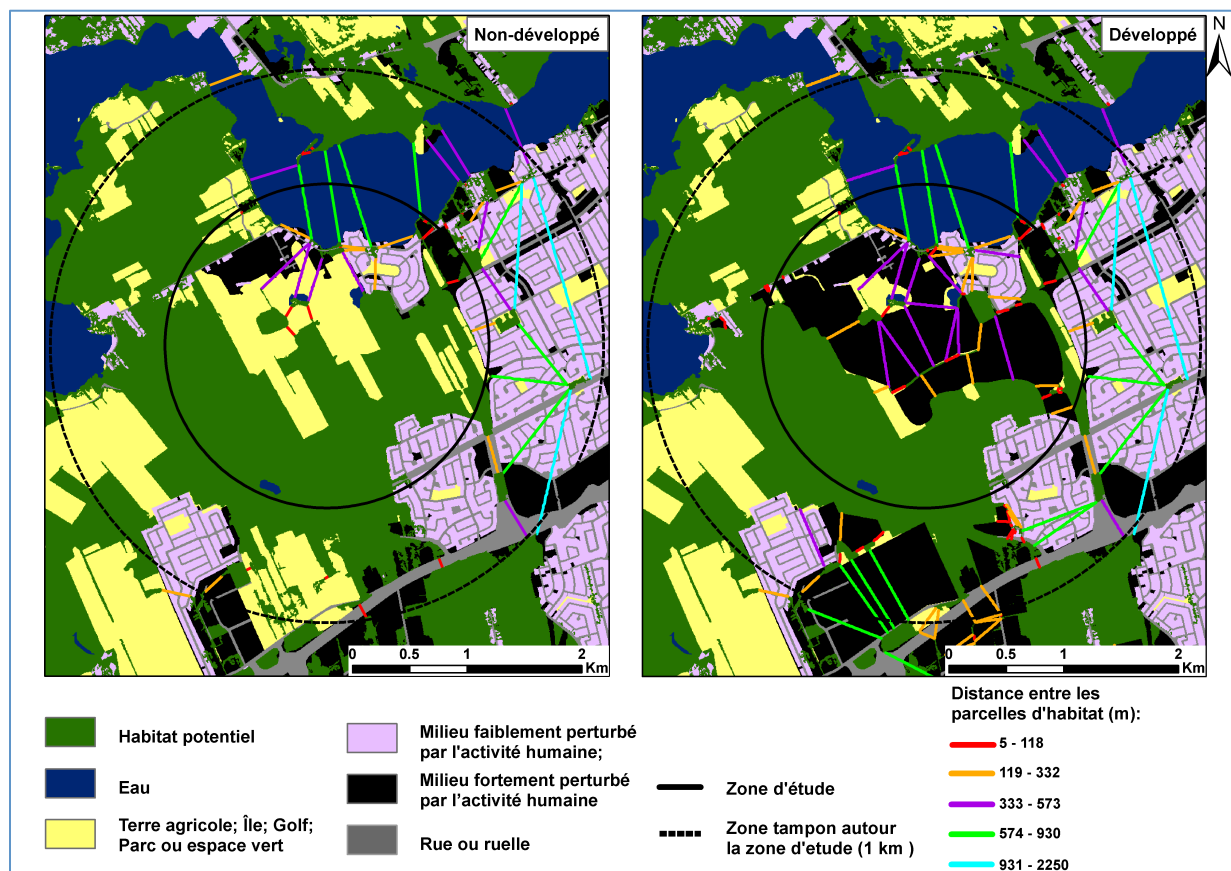 Non-développé
Développé
N
0 0.5 1 2
Km
0 0.5 1 2
Km
Habitat potentiel
Eau
Terre agricole; Île; Golf;
Parc ou espace vert
Milieu faiblement perturbé
par l'activité humaine;
Milieu fortement perturbé
par l’activité humaine
Rue ou ruelle
Zone d'étude
Zone tampon autour
la zone d'etude (1 km )
Distance entre les
parcelles d'habitat (m):
5 - 118
119 - 332
333 - 573
574 - 930
931 - 2250